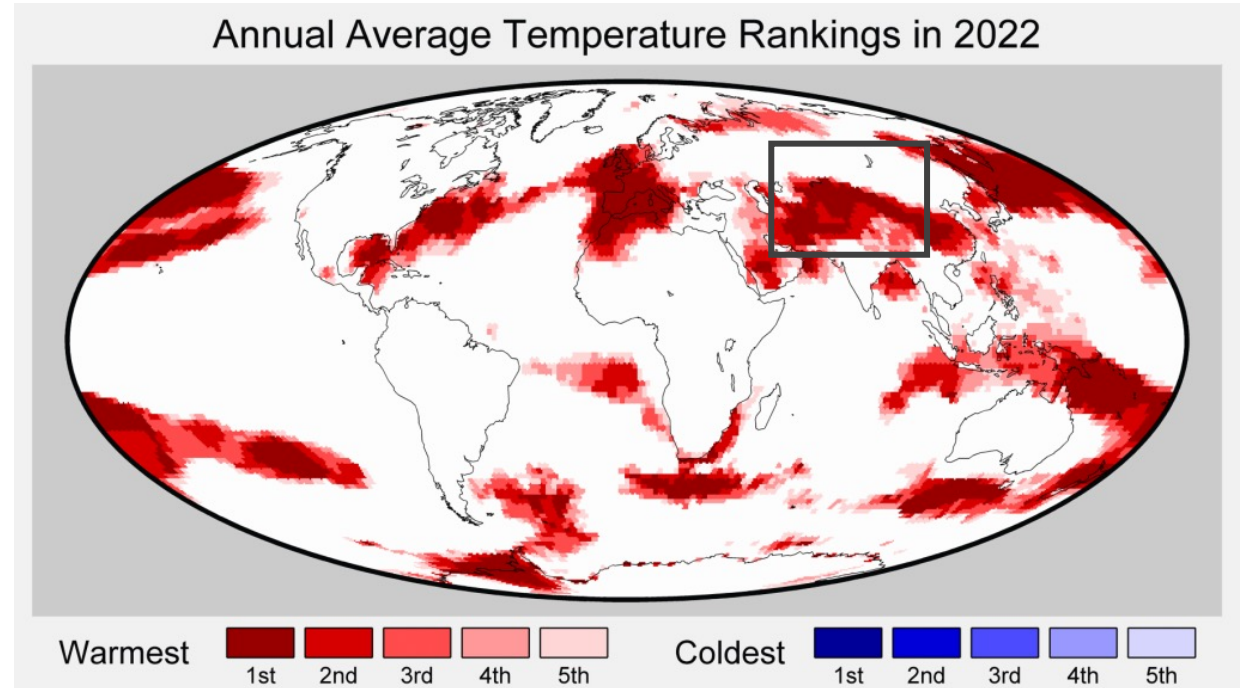 Annual Average Temperature Rankings in 2022
Warmest
1st 2nd 3rd 4th 5th
Coldest
1st 2nd 3rd 4th 5th